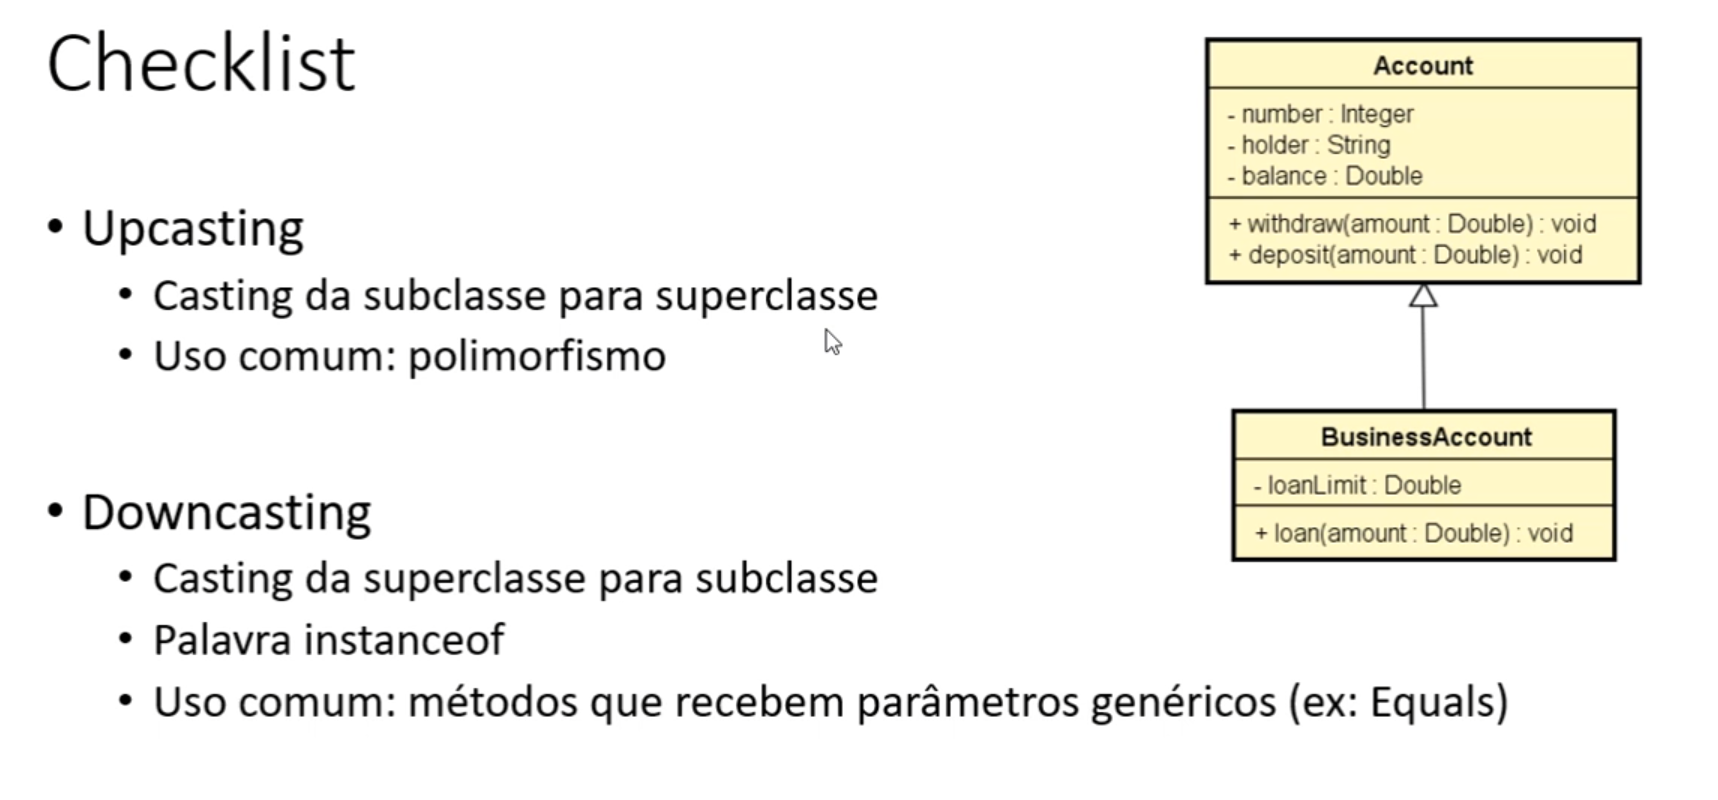 Checklist
• Upcasting
• Casting da subclasse para superclasse
• Uso comum: polimorfismo
• Downcasting
• Casting da superclasse para subclasse
• Palavra instanceof
• Uso comum: métodos que recebem parâmetros genéricos (ex: Equals)
Account
- number : Integer
- holder : String
- balance : Double
+ withdraw(amount : Double) : void
+ deposit(amount : Double) : void
BusinessAccount
- loanLimit : Double
+ loan(amount : Double) : void